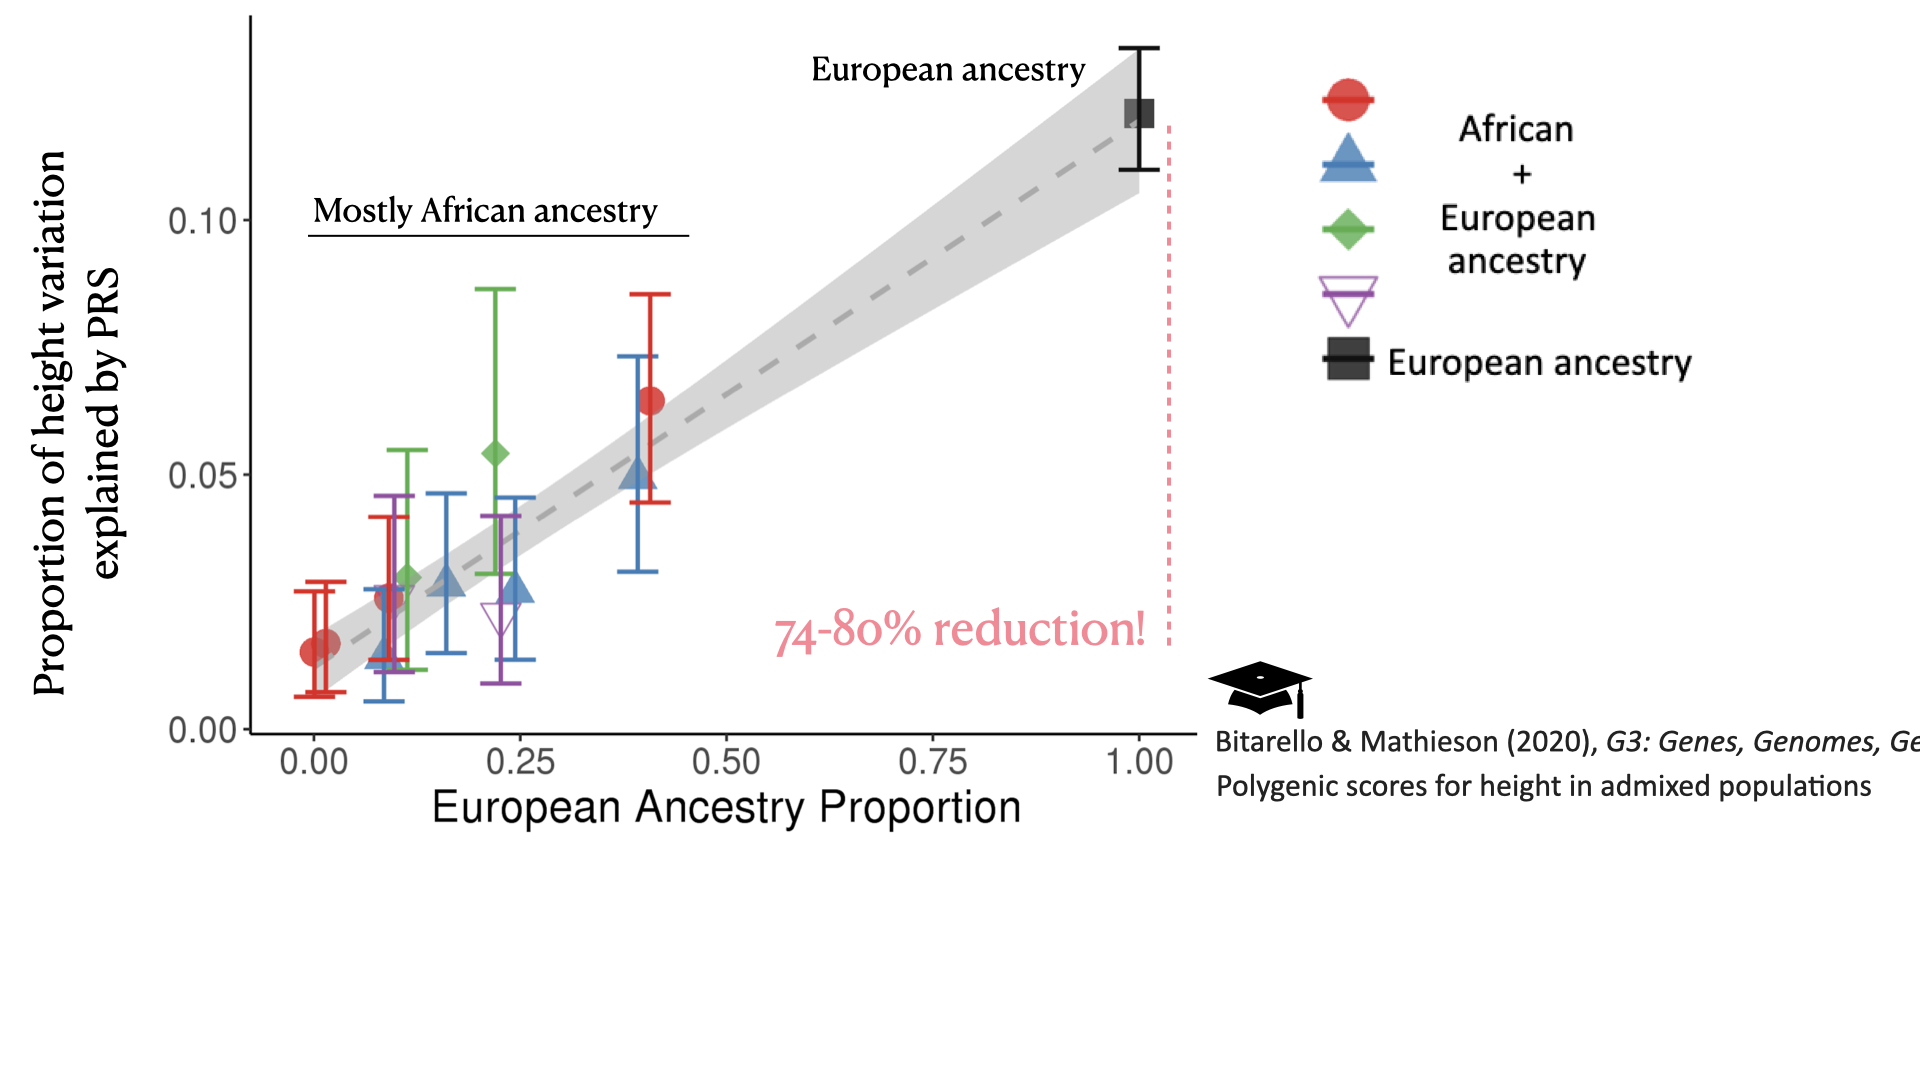 Proportion of height variation
explained by PRS
0.10
0.05
0.00
0.00 0.25 0.50 0.75 1.00
European Ancestry Proportion
Mostly African ancestry
European ancestry
74-80% reduction!
African
+
European
ancestry
European ancestry
Bitarello & Mathieson (2020), G3: Genes, Genomes, Ge
Polygenic scores for height in admixed populations